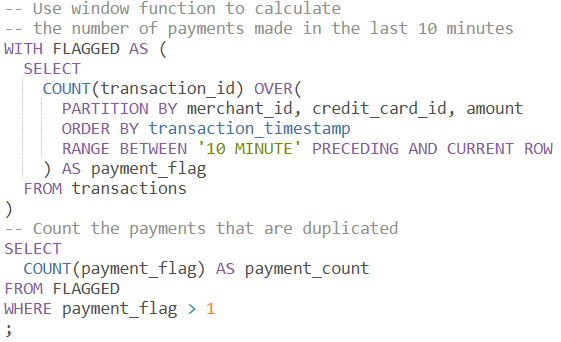 -- Use window function to calculate
-- the number of payments made in the last 10 minutes
WITH FLAGGED AS (
  SELECT
    COUNT(transaction_id) OVER(
      PARTITION BY merchant_id, credit_card_id, amount
      ORDER BY transaction_timestamp
      RANGE BETWEEN '10 MINUTE' PRECEDING AND CURRENT ROW
    ) AS payment_flag
  FROM transactions
)
-- Count the payments that are duplicated
SELECT
  COUNT(payment_flag) AS payment_count
FROM FLAGGED
WHERE payment_flag > 1
;